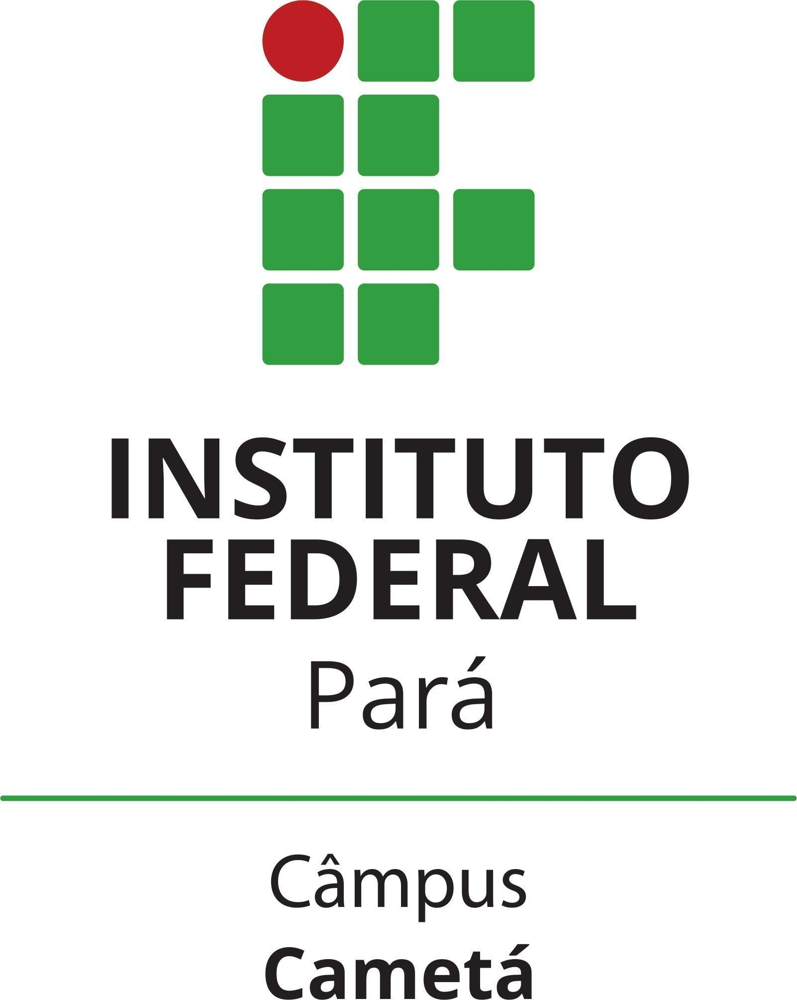 INSTITUTO
FEDERAL
Pará
Câmpus
Cametá